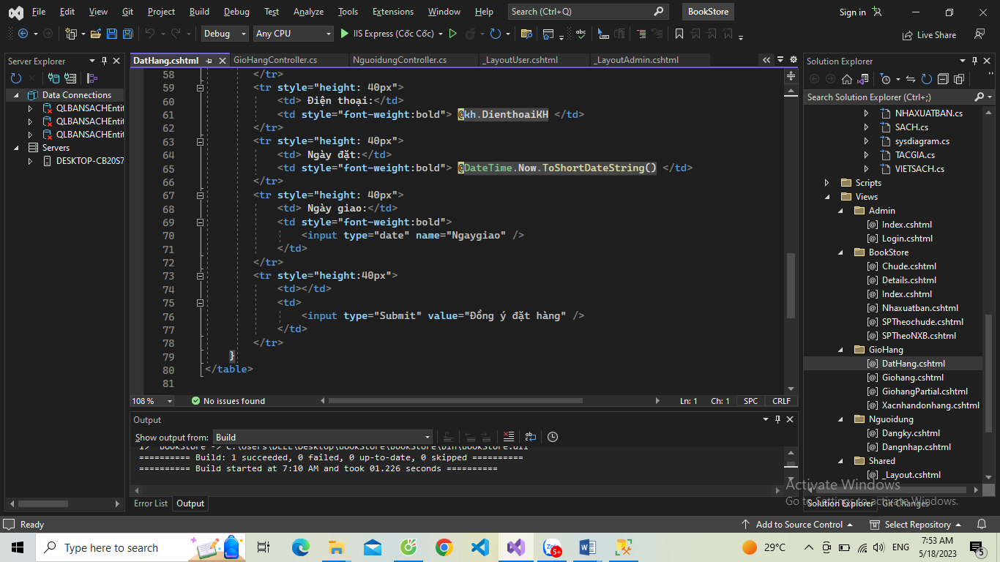 File Edit View Git Project Build Debug Test Analyze Tools Extensions Window Help Search (Ctrl+Q) BookStore Sign in
Debug Any CPU IIS Express (Cốc Cốc) Live Share
Server Explorer
Data Connections
QLBANSACHEntit
QLBANSACHEntit
QLBANSACHEntit
Servers
DESKTOP-CB20S7
DatHang.cshtml GioHangController.cs NguoidungController.cs _LayoutUser.cshtml _LayoutAdmin.cshtml
58 </tr>
59 <tr style="height: 40px">
60 <td> Điện thoại:</td>
61 <td style="font-weight:bold"> @kh.DienthoaiKH </td>
62 </tr>
63 <tr style="height: 40px">
64 <td> Ngày đặt:</td>
65 <td style="font-weight:bold"> @DateTime.Now.ToShortDateString() </td>
66 </tr>
67 <tr style="height: 40px">
68 <td> Ngày giao:</td>
69 <td style="font-weight:bold">
70 <input type="date" name="Ngaygiao" />
71 </td>
72 </tr>
73 <tr style="height:40px">
74 <td></td>
75 <td>
76 <input type="Submit" value="Đồng ý đặt hàng" />
77 </td>
78 </tr>
79 }
80 </table>
81
108 % No issues found Ln: 1 Ch: 1 SPC CRLF
Output
Show output from: Build
1> BookStore -> C:\Users\DELL\Desktop\BookStore\BookStore\bin\BookStore.dll
========== Build: 1 succeeded, 0 failed, 0 up-to-date, 0 skipped ==========
========== Build started at 7:10 AM and took 01.226 seconds ==========
Error List Output
Solution Explorer
Search Solution Explorer (Ctrl+;)
NHAXUATBAN.cs
SACH.cs
sysdiagram.cs
TACGIA.cs
VIETSACH.cs
Scripts
Views
Admin
Index.cshtml
Login.cshtml
BookStore
Chude.cshtml
Details.cshtml
Index.cshtml
Nhaxuatban.cshtml
SPTheochude.cshtml
SPTheoNXB.cshtml
GioHang
DatHang.cshtml
Giohang.cshtml
GiohangPartial.cshtml
Xacnhandonhang.cshtml
Nguoidung
Dangky.cshtml
Dangnhap.cshtml
Shared
_Layout.cshtml
Solution Explorer Git Changes
Activate Windows
Go to Settings to activate Windows.
Ready Add to Source Control Select Repository
Type here to search 5+ 29°C ENG 7:53 AM
5/18/2023 5